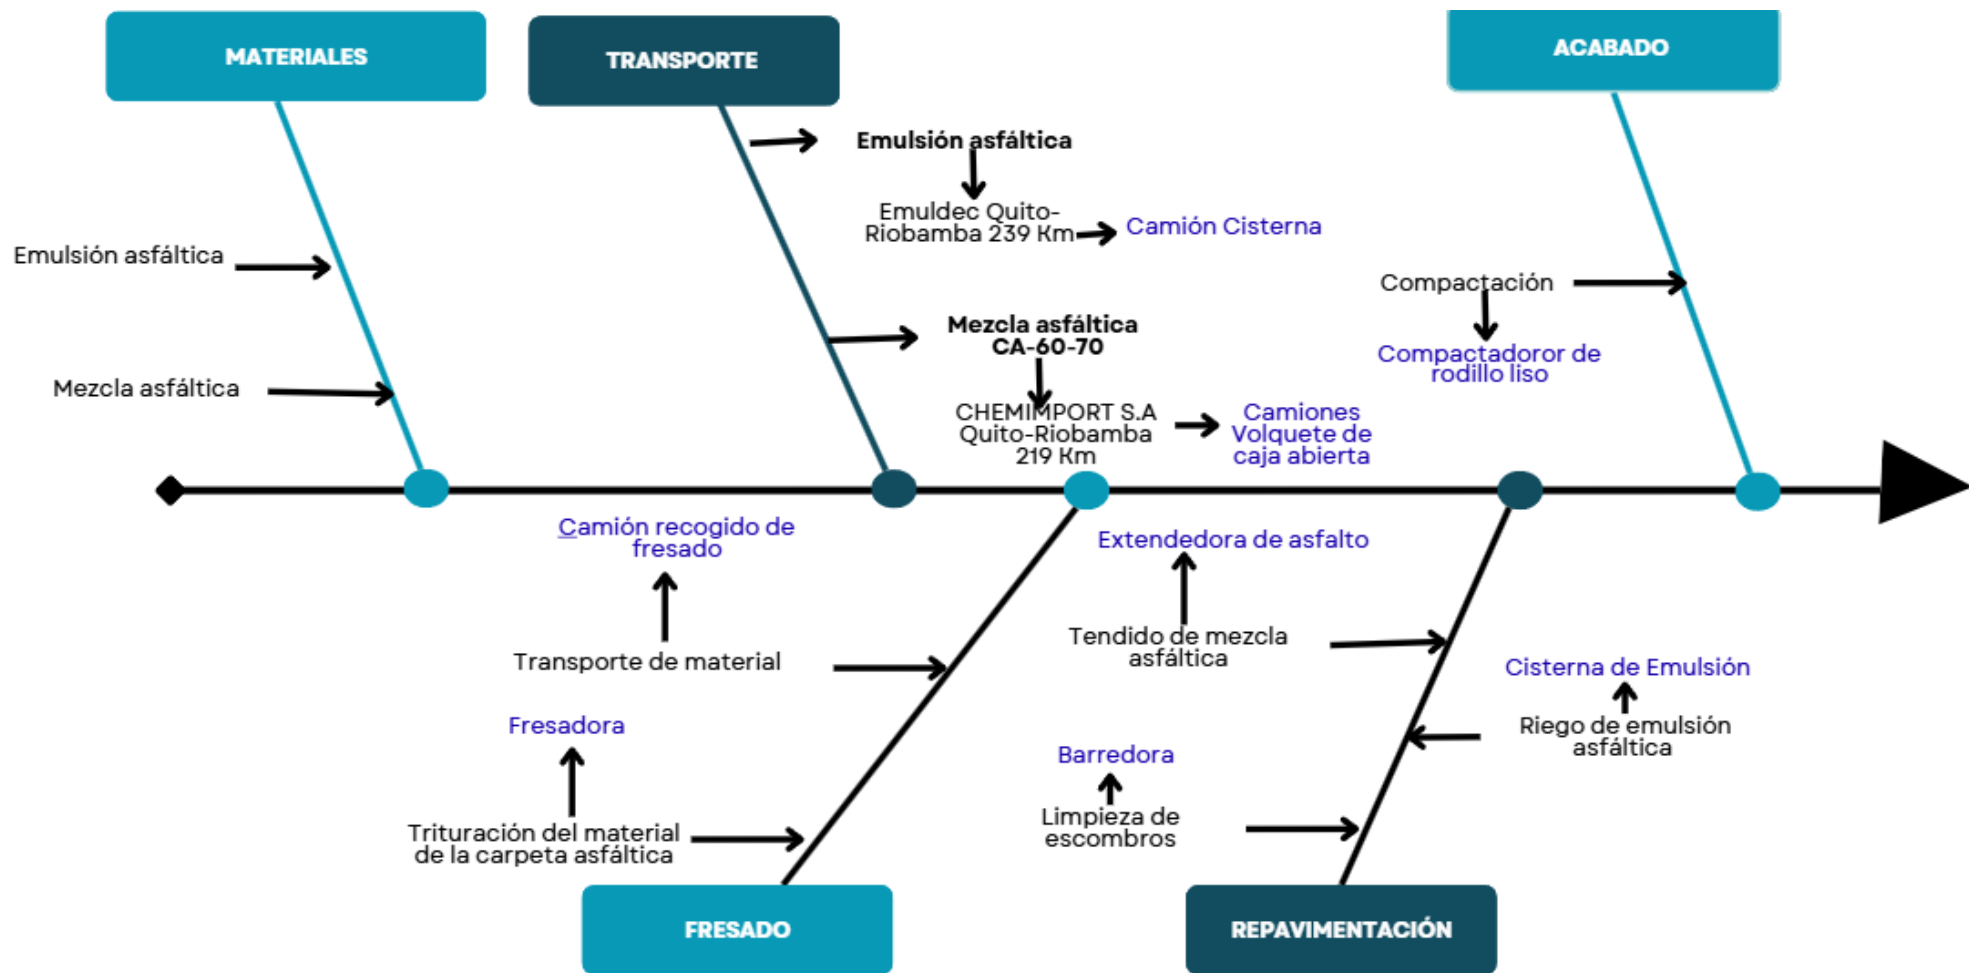 MATERIALES
TRANSPORTE
ACABADO
Emulsión asfáltica
Emuldec Quito-
Riobamba 239 Km
Camión Cisterna
Emulsión asfáltica
Mezcla asfáltica
Mezcla asfáltica
CA-60-70
CHEMIMPORT S.A
Quito-Riobamba
219 Km
Camiones
Volquete de
caja abierta
Compactación
Compactadoror de
rodillo liso
Camión recogido de
fresado
Transporte de material
Fresadora
Trituración del material
de la carpeta asfáltica
Extendedora de asfalto
Tendido de mezcla
asfáltica
Cisterna de Emulsión
Riego de emulsión
asfáltica
Barredora
Limpieza de
escombros
FRESADO
REPAVIMENTACIÓN